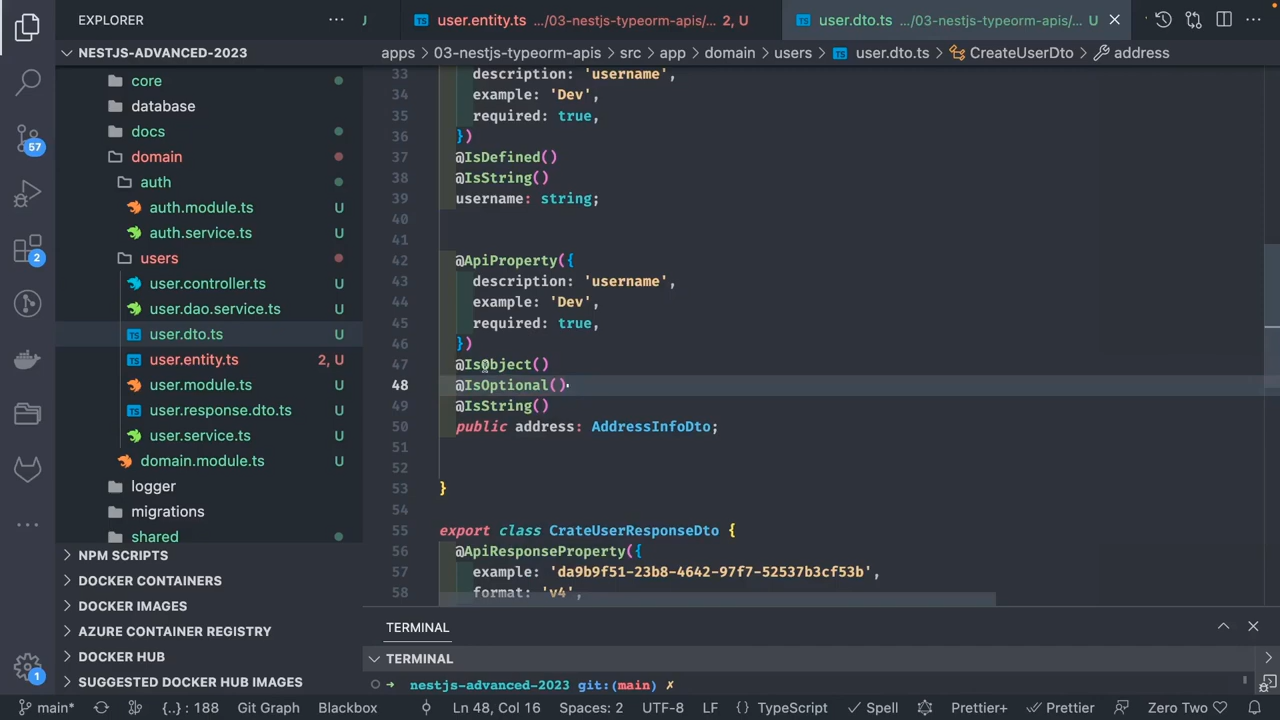 EXPLORER
user.entity.ts .../03-nestjs-typeorm-apis/... 2, U
user.dto.ts .../03-nestjs-typeorm-apis/... U
NESTJS-ADVANCED-2023
apps > 03-nestjs-typeorm-apis > src > app > domain > users > user.dto.ts > CreateUserDto > address
core
database
docs
domain
auth
auth.module.ts U
auth.service.ts U
users
user.controller.ts U
user.dao.service.ts U
user.dto.ts U
user.entity.ts 2, U
user.module.ts U
user.response.dto.ts U
user.service.ts U
domain.module.ts U
logger
migrations
shared
NPM SCRIPTS
DOCKER CONTAINERS
DOCKER IMAGES
AZURE CONTAINER REGISTRY
DOCKER HUB
SUGGESTED DOCKER HUB IMAGES
57
2
1
33 description: 'username',
34 example: 'Dev',
35 required: true,
36 })
37 @IsDefined()
38 @IsString()
39 username: string;
40
41
42 @ApiProperty({
43 description: 'username',
44 example: 'Dev',
45 required: true,
46 })
47 @IsObject()
48 @IsOptional()
49 @IsString()
50 public address: AddressInfoDto;
51
52
53 }
54
55 export class CrateUserResponseDto {
56 @ApiResponseProperty({
57 example: 'da9b9f51-23b8-4642-97f7-52537b3cf53b',
58 format: 'v4',
TERMINAL
TERMINAL
nestjs-advanced-2023 git:(main) ✗
main* {..} : 188 Git Graph Blackbox Ln 48, Col 16 Spaces: 2 UTF-8 LF {} TypeScript Spell Prettier+ Prettier Zero Two